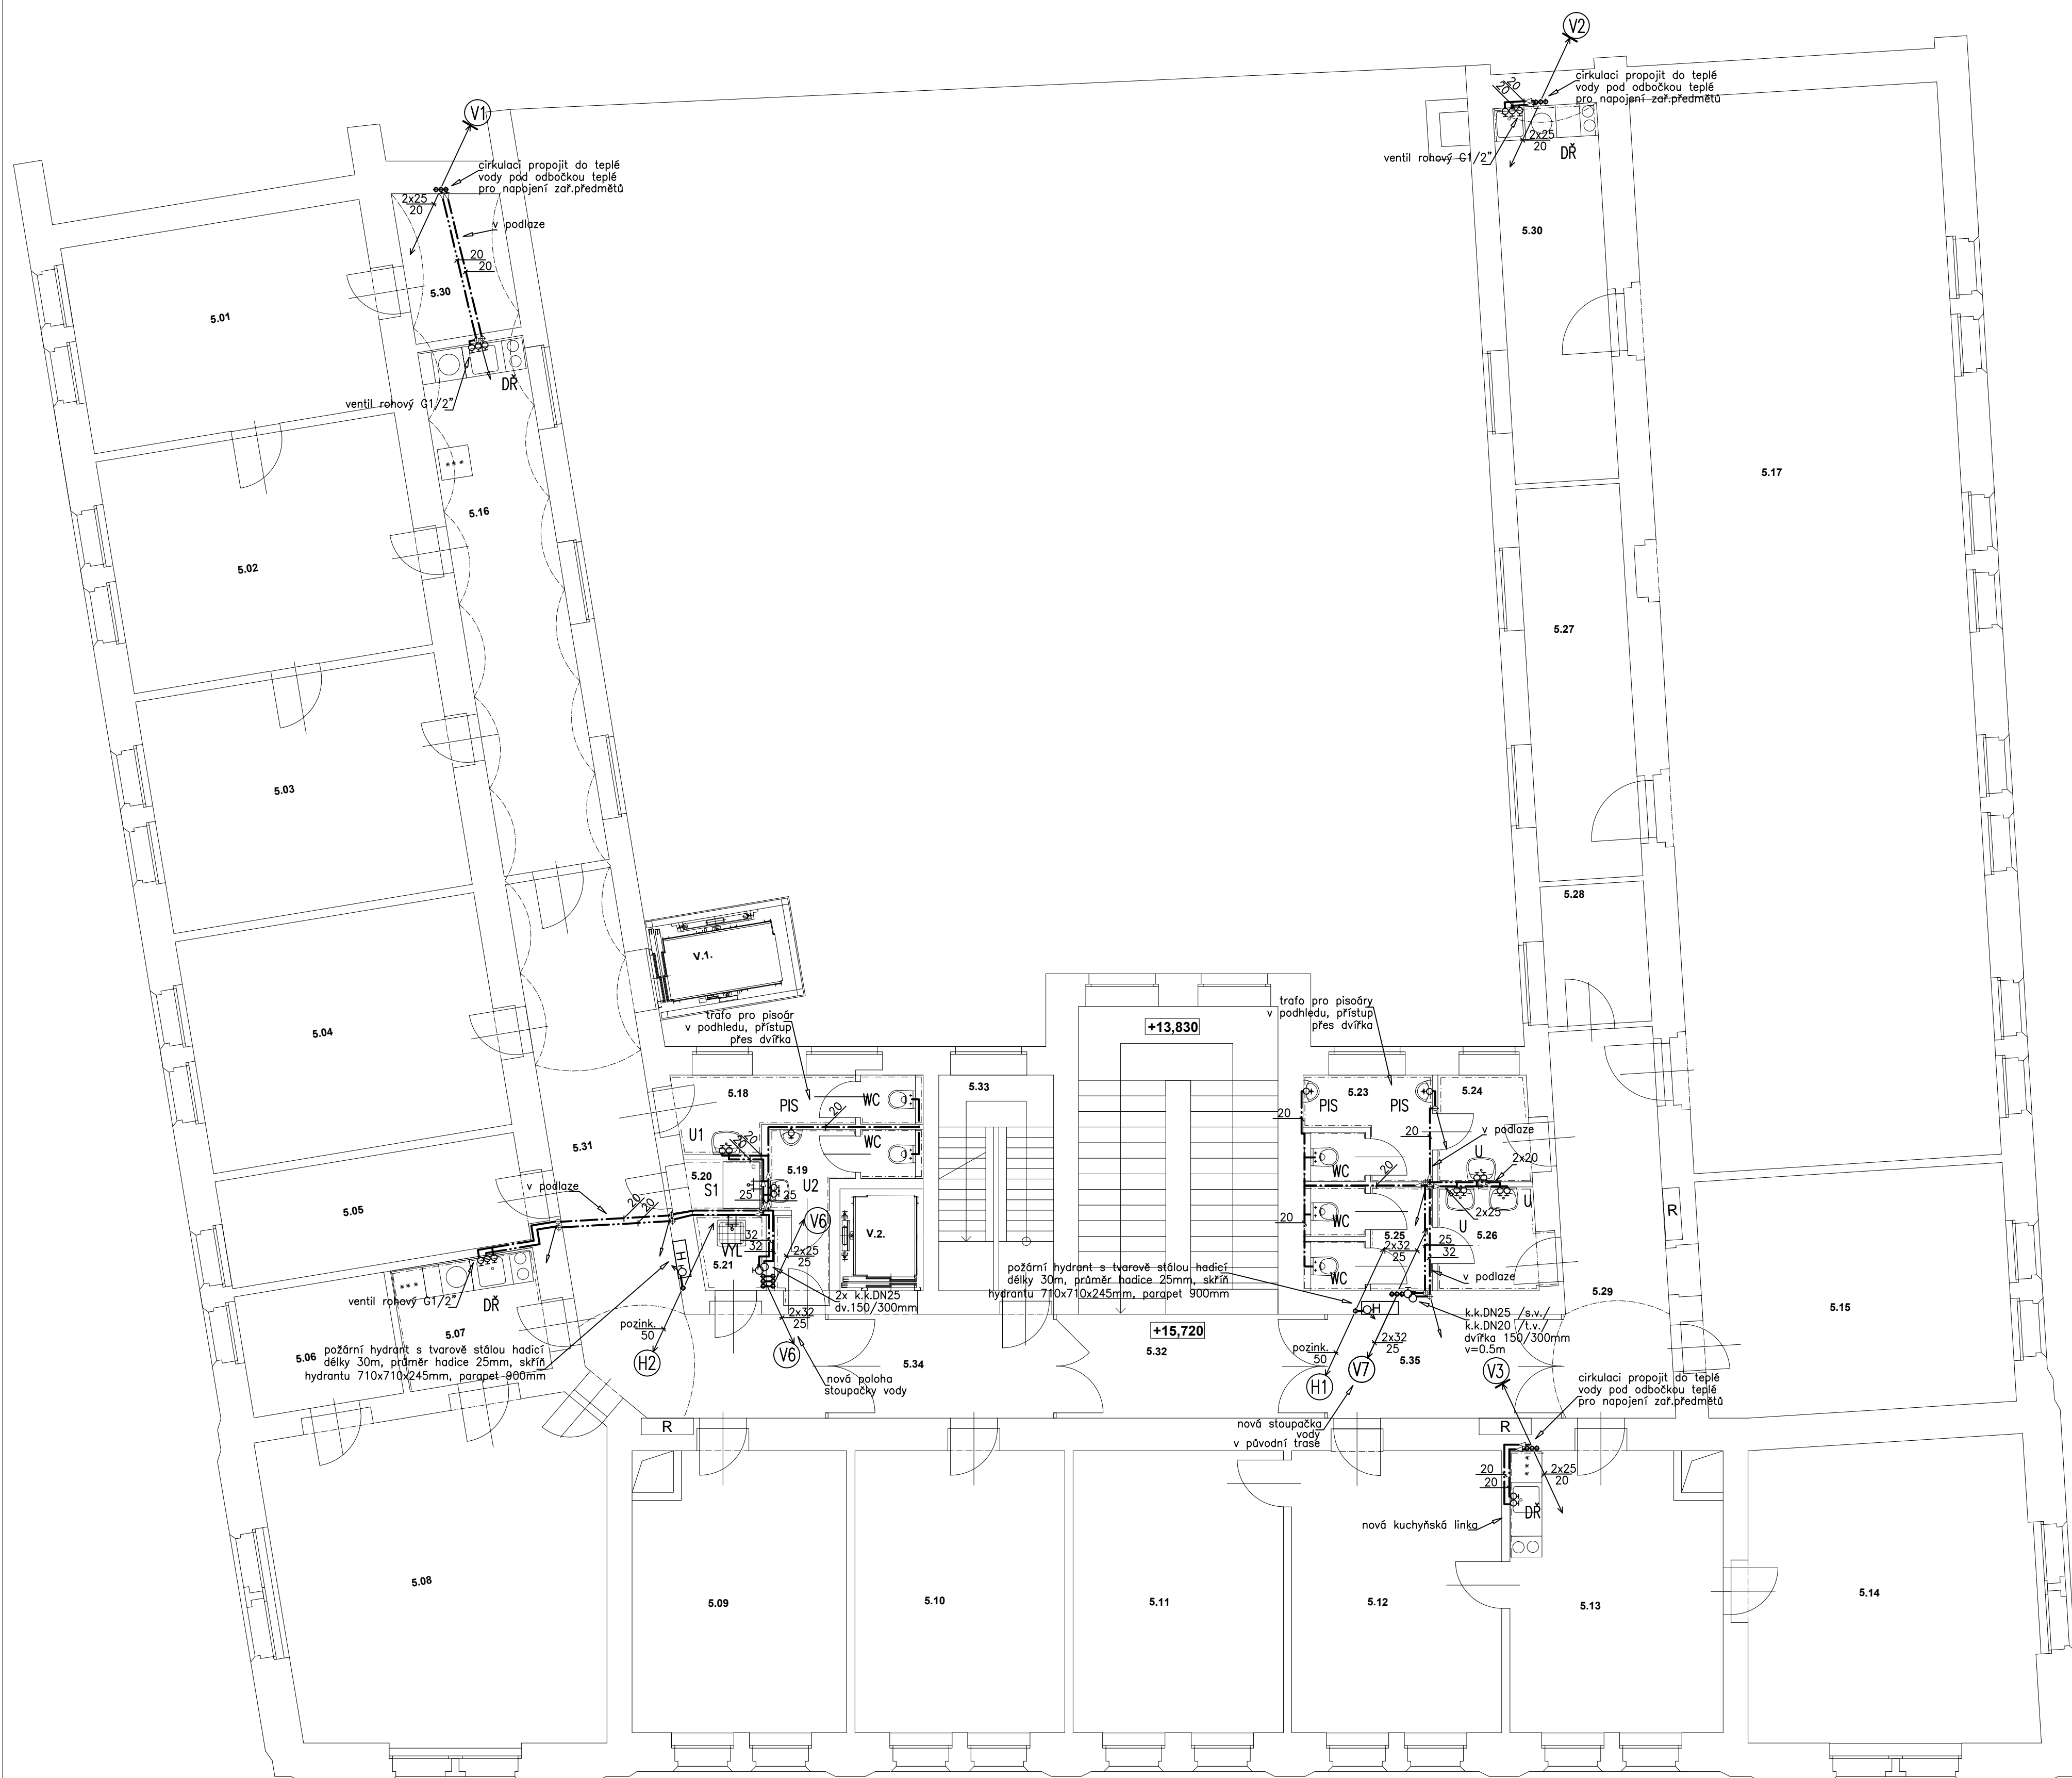 V2
cirkulaci propojit do teplé
vody pod odbočkou teplé
pro napojení zař.předmětů
20
20
2x25
20
DŘ
ventil rohový G1/2"
5.30
V1
cirkulaci propojit do teplé
vody pod odbočkou teplé
pro napojení zař.předmětů
2x25
20
v podlaze
20
20
5.30
5.01
DŘ
ventil rohový G1/2"
***
5.16
5.17
5.02
5.27
5.03
5.28
V.1.
5.04
trafo pro pisoár
v podhledu, přístup
přes dvířka
+13,830
trafo pro pisoáry
v podhledu, přístup
přes dvířka
5.18
5.33
5.23
5.24
PIS
WC
20
PIS
PIS
20
U1
20
20
WC
20
v podlaze
5.31
5.19
5.20
WC
20
U
2x20
S1
25
25
U2
v podlaze
20
20
5.05
V6
20
WC
U
2x25
U
R
32
32
VYL
2x25
25
V.2.
5.21
5.25
2x32
25
25
32
5.26
H
WC
v podlaze
***
ventil rohový G1/2"
DŘ
5.07
5.06
požární hydrant s tvarově stálou hadicí
délky 30m, průměr hadice 25mm, skříň
hydrantu 710x710x245mm, parapet 900mm
2x k.k.DN25
dv.150/300mm
2x32
25
pozink.
50
H2
V6
nová poloha
stoupačky vody
5.34
požární hydrant s tvarově stálou hadicí
délky 30m, průměr hadice 25mm, skříň
hydrantu 710x710x245mm, parapet 900mm
H
+15,720
5.32
pozink.
50
H1
2x32
25
V7
5.35
k.k.DN25 /s.v./
k.k.DN20 /t.v./
dvířka 150/300mm
v=0.5m
5.29
5.15
V3
cirkulaci propojit do teplé
vody pod odbočkou teplé
pro napojení zař.předmětů
R
nová stoupačka
vody
v původní trase
R
20
20
***
2x25
20
DŘ
nová kuchyňská linka
5.08
5.09
5.10
5.11
5.12
5.13
5.14